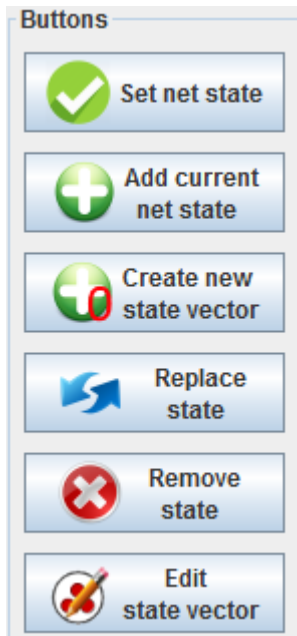 Buttons
Set net state
Add current
net state
0
Create new
state vector
Replace
state
Remove
state
Edit
state vector